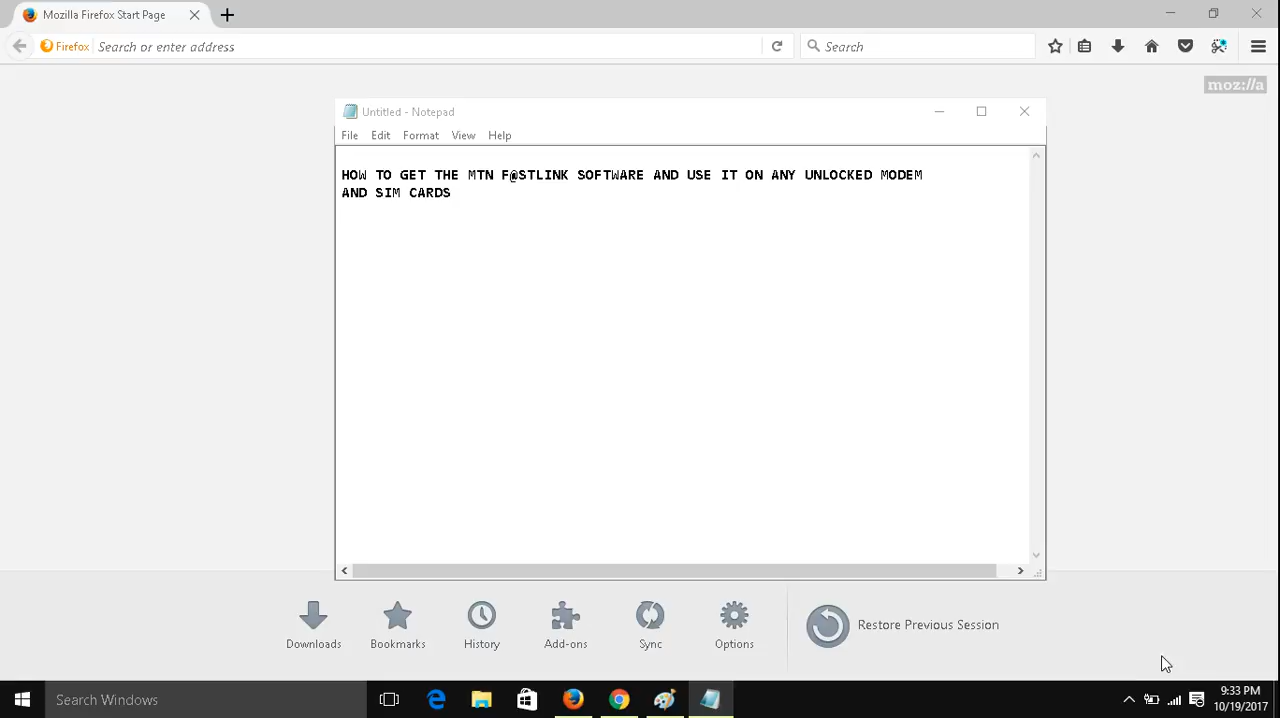 Mozilla Firefox Start Page
Firefox Search or enter address
Search
moz://a
Untitled - Notepad
File Edit Format View Help
HOW TO GET THE MTN F@STLINK SOFTWARE AND USE IT ON ANY UNLOCKED MODEM
AND SIM CARDS
Downloads Bookmarks History Add-ons Sync Options
Restore Previous Session
Search Windows
9:33 PM
10/19/2017